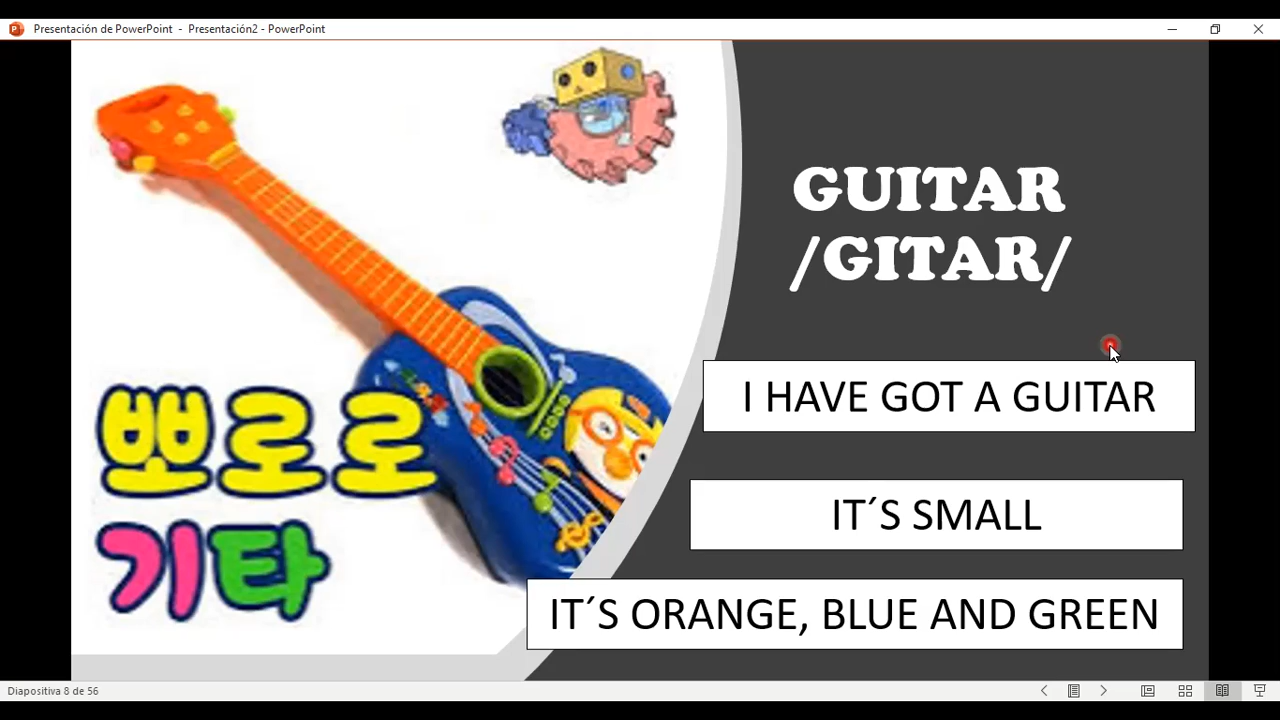 Presentación de PowerPoint - Presentación2 - PowerPoint
GUITAR
/GITAR/
뽀로로
기타
I HAVE GOT A GUITAR
IT´S SMALL
IT´S ORANGE, BLUE AND GREEN
Diapositiva 8 de 56